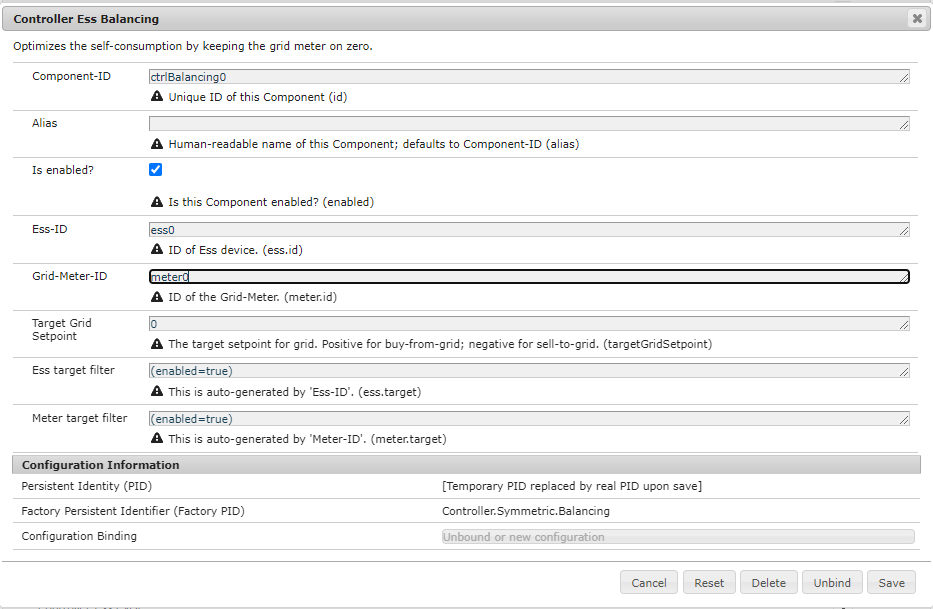 Controller Ess Balancing
Optimizes the self-consumption by keeping the grid meter on zero.
Component-ID
ctrlBalancing0
Unique ID of this Component (id)
Alias
Human-readable name of this Component; defaults to Component-ID (alias)
Is enabled?
Is this Component enabled? (enabled)
Ess-ID
ess0
ID of Ess device. (ess.id)
Grid-Meter-ID
meter0
ID of the Grid-Meter. (meter.id)
Target Grid
Setpoint
0
The target setpoint for grid. Positive for buy-from-grid; negative for sell-to-grid. (targetGridSetpoint)
Ess target filter
(enabled=true)
This is auto-generated by 'Ess-ID'. (ess.target)
Meter target filter
(enabled=true)
This is auto-generated by 'Meter-ID'. (meter.target)
Configuration Information
Persistent Identity (PID)
[Temporary PID replaced by real PID upon save]
Factory Persistent Identifier (Factory PID)
Controller.Symmetric.Balancing
Configuration Binding
Unbound or new configuration
Cancel
Reset
Delete
Unbind
Save